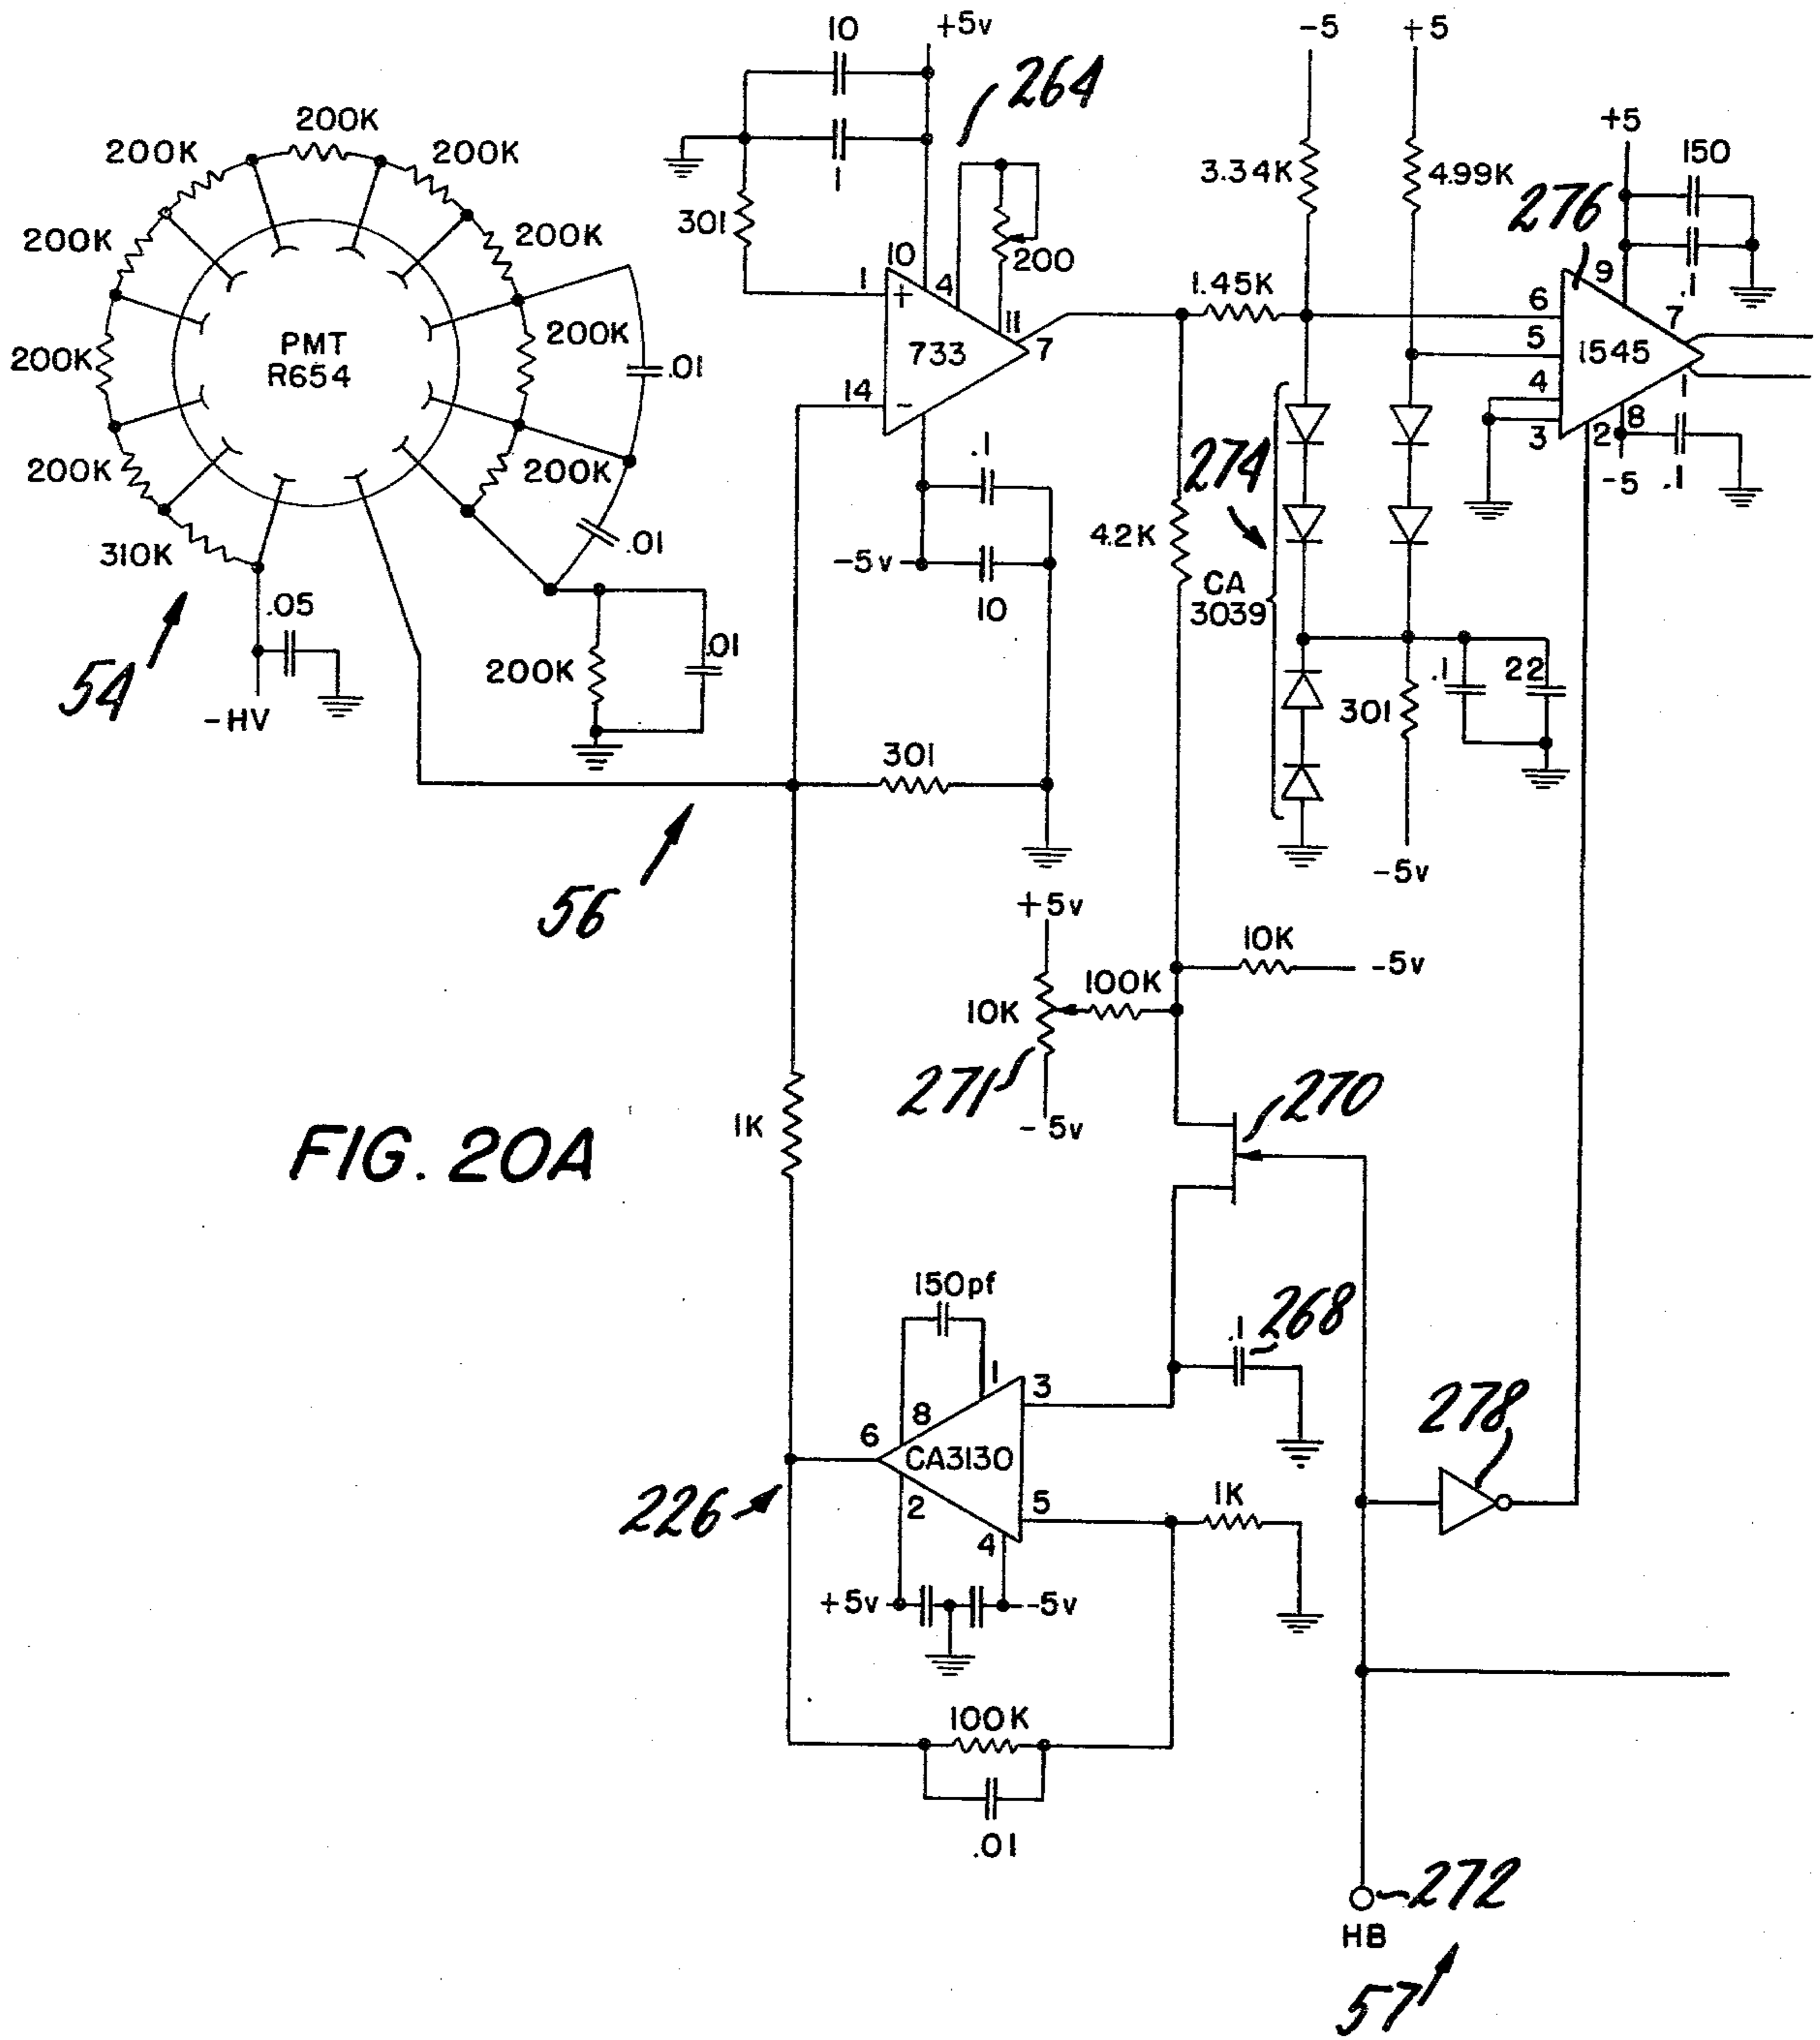 10
+5v
-5
+5
264
200K
200K
200K
1
301
3.34K
4.99K
+5
150
276
200K
200K
10
4
200
1
+
1.45K
9
.1
6
7
PMT
R654
200K
.01
11
733
7
5
1545
200K
14
-
4
1
3
2
8
-5
.1
200K
200K
.1
274
4.2K
310K
.01
-5v
10
CA
3039
.05
54
-HV
200K
.01
.1
22
301
301
56
-5v
+5v
10K
-5v
100K
10K
271
-5v
270
1K
FIG. 20A
150pf
.1
268
1
3
8
6
CA3130
278
226
2
5
1K
4
+5v
-5v
100K
.01
272
HB
57